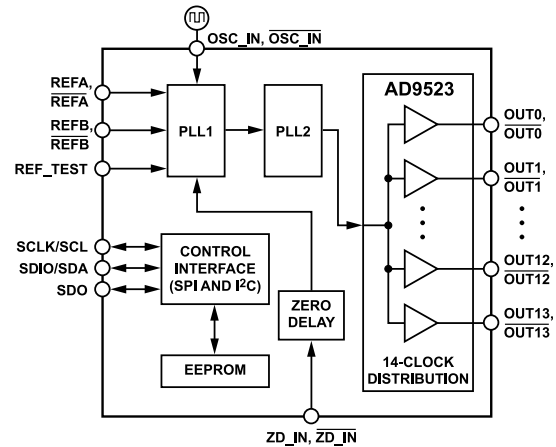 OSC_IN, OSC_IN
REFA,
REFA
REFB,
REFB
REF_TEST
PLL1
PLL2
AD9523
OUT0,
OUT0
OUT1,
OUT1
SCLK/SCL
SDIO/SDA
SDO
CONTROL
INTERFACE
(SPI AND I²C)
EEPROM
ZERO
DELAY
OUT12,
OUT12
OUT13,
OUT13
14-CLOCK
DISTRIBUTION
ZD_IN, ZD_IN